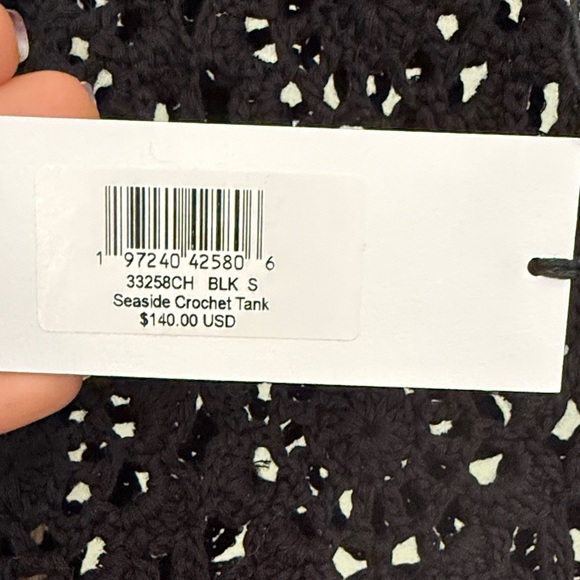 1 97240 42580 6
33258CH BLK S
Seaside Crochet Tank
$140.00 USD